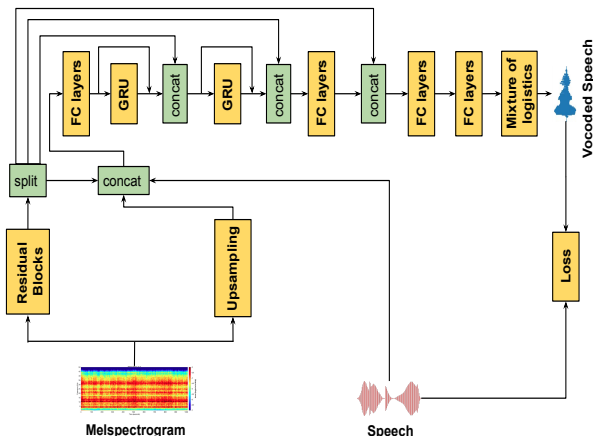 FC layers
GRU
concat
GRU
concat
FC layers
concat
FC layers
FC layers
Mixture of
logistics
Vocoded Speech
split
concat
Residual
Blocks
Upsampling
Loss
Melspectrogram
Speech